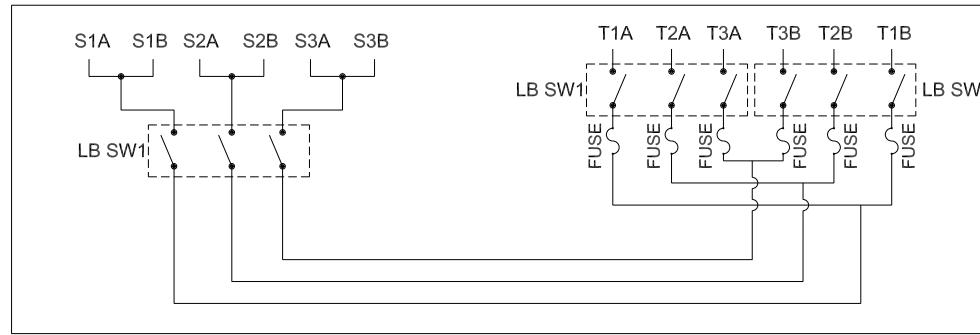 S1A S1B S2A S2B S3A S3B
T1A T2A T3A T3B T2B T1B
LB SW1
LB SW
LB SW1
FUSE FUSE FUSE FUSE FUSE FUSE